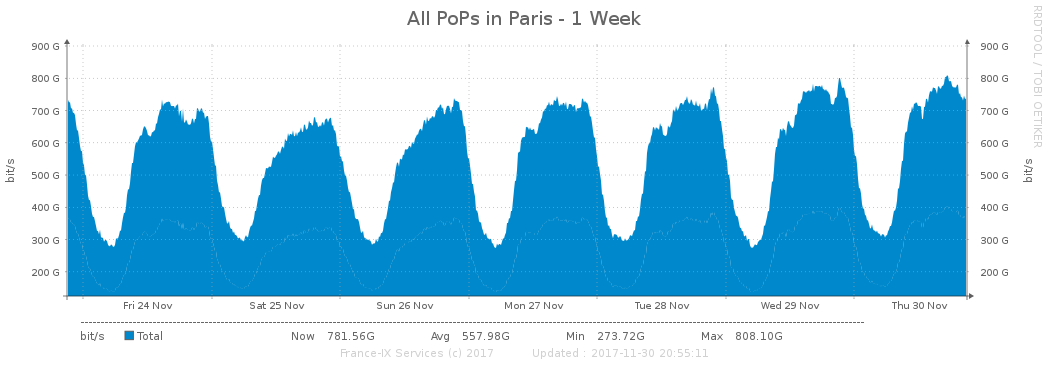 All PoPs in Paris - 1 Week
RRDTOOL / TOBI OETIKER
900 G 900 G
800 G 800 G
700 G 700 G
600 G 600 G
500 G 500 G
400 G 400 G
300 G 300 G
200 G 200 G
bit/s bit/s
Fri 24 Nov Sat 25 Nov Sun 26 Nov Mon 27 Nov Tue 28 Nov Wed 29 Nov Thu 30 Nov
bit/s Total Now 781.56G Avg 557.98G Min 273.72G Max 808.10G
France-IX Services (c) 2017 Updated : 2017-11-30 20:55:11